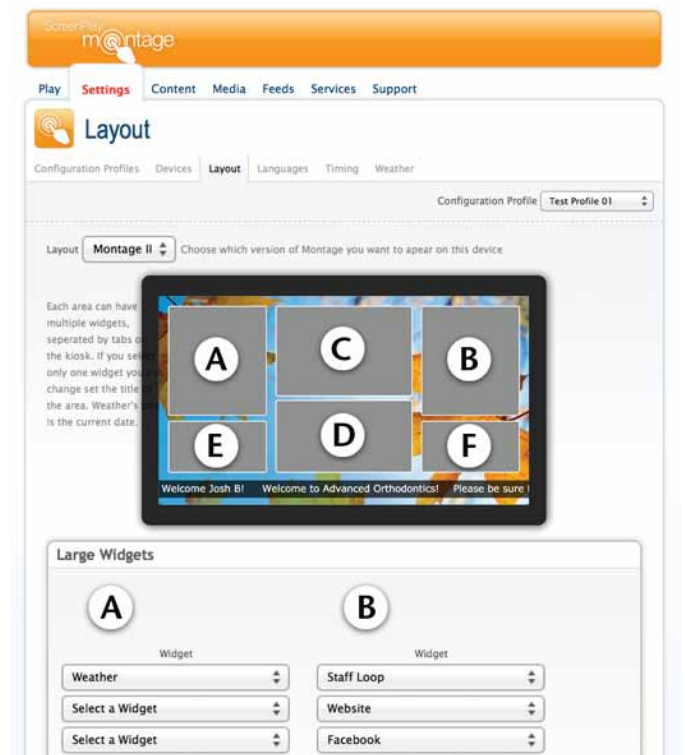 ScreenPlay
montage
Play Settings Content Media Feeds Services Support
Layout
Configuration Profiles Devices Layout Languages Timing Weather
Configuration Profile Test Profile 01
Layout Montage II Choose which version of Montage you want to apear on this device
Each area can have
multiple widgets,
seperated by tabs on
the kiosk. If you select
only one widget you
change set the title of
the area. Weather's
is the current date.
A C B
E D F
Welcome Josh B! Welcome to Advanced Orthodontics! Please be sure
Large Widgets
A B
Widget Widget
Weather Staff Loop
Select a Widget Website
Select a Widget Facebook